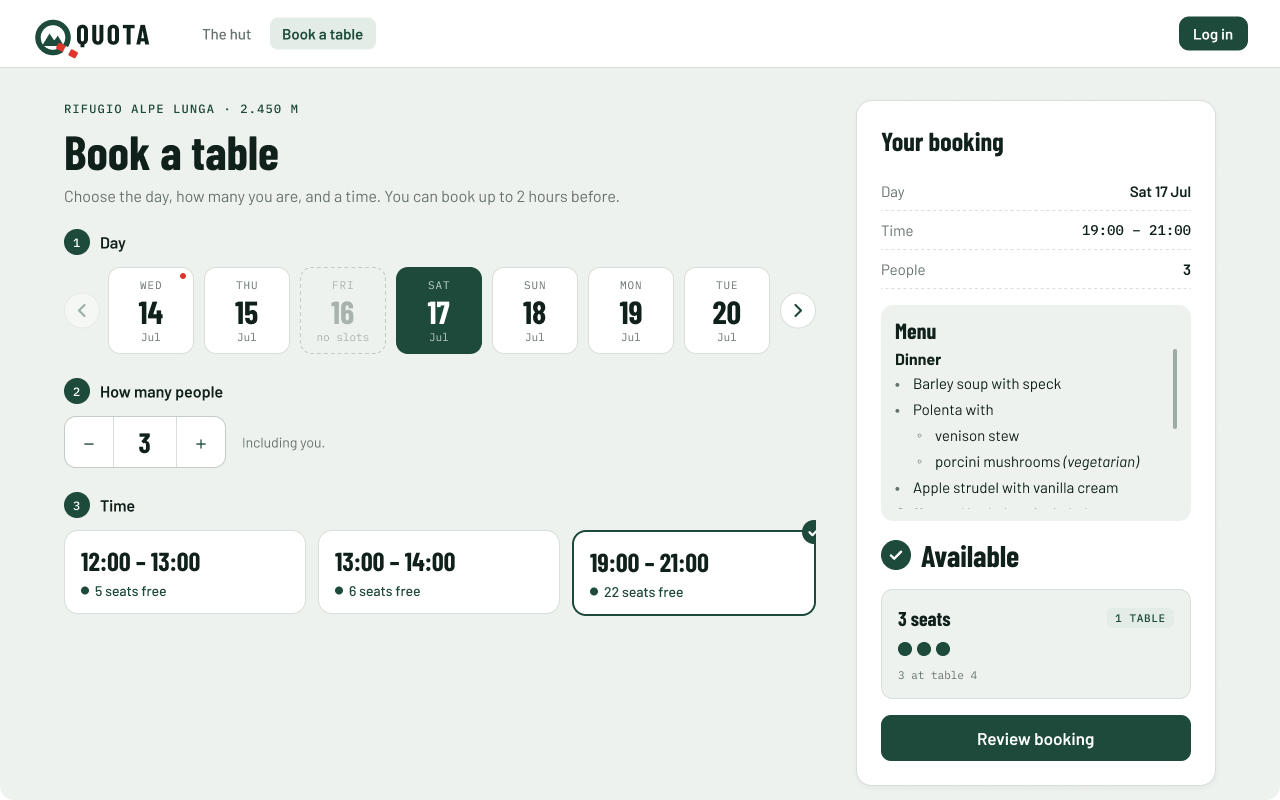 QUOTA
The hut
Book a table
Log in
RIFUGIO ALPE LUNGA · 2.450 M
Book a table
Choose the day, how many you are, and a time. You can book up to 2 hours before.
1 Day
WED
14
Jul
THU
15
Jul
FRI
16
no slots
SAT
17
Jul
SUN
18
Jul
MON
19
Jul
TUE
20
Jul
2 How many people
− 3 +
Including you.
3 Time
12:00 – 13:00
5 seats free
13:00 – 14:00
6 seats free
19:00 – 21:00
22 seats free
Your booking
Day Sat 17 Jul
Time 19:00 – 21:00
People 3
Menu
Dinner
• Barley soup with speck
• Polenta with
◦ venison stew
◦ porcini mushrooms (vegetarian)
• Apple strudel with vanilla cream
Available
3 seats
1 TABLE
3 at table 4
Review booking